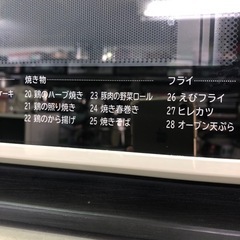 焼き物
フライ
ケーキ
20 鶏のハーブ焼き
23 豚肉の野菜ロール
26 えびフライ
21 鶏の照り焼き
24 焼き春巻き
27 ヒレカツ
22 鶏のから揚げ
25 焼きそば
28 オーブン天ぷら